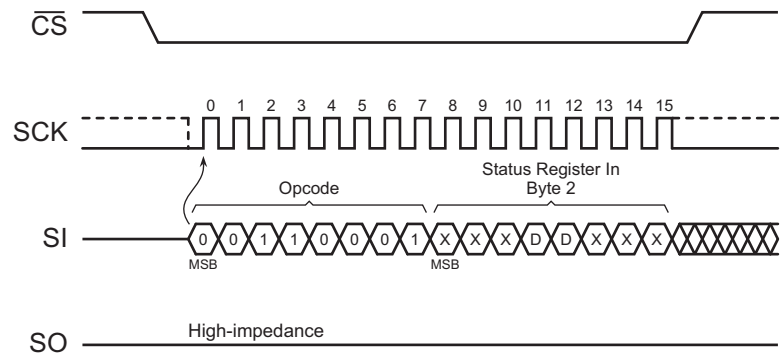 CS
0 1 2 3 4 5 6 7 8 9 10 11 12 13 14 15
SCK
Opcode
Status Register In
Byte 2
SI
0 0 1 1 0 0 0 1 X X X D D X X X
MSB MSB
High-impedance
SO